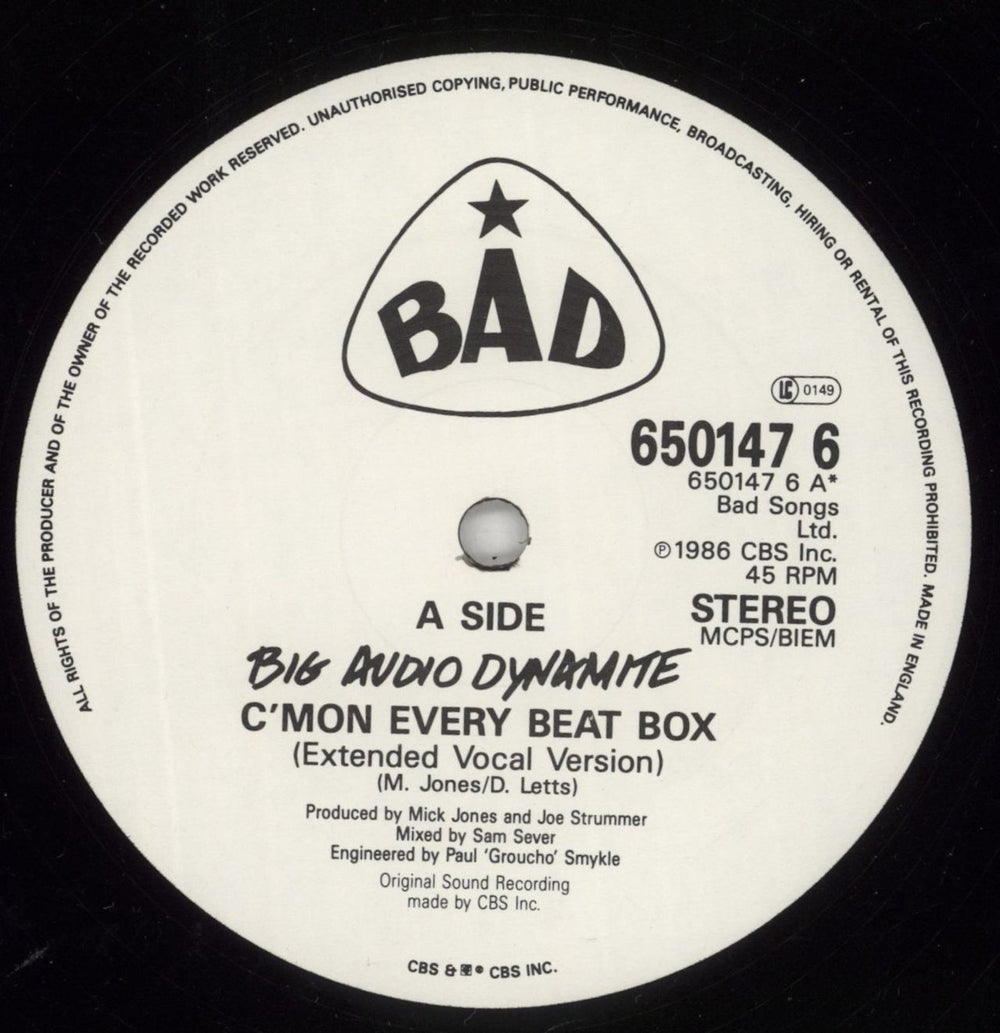 ALL RIGHTS OF THE PRODUCER AND OF THE OWNER OF THE RECORDED WORK RESERVED. UNAUTHORISED COPYING, PUBLIC PERFORMANCE, BROADCASTING, HIRING OR RENTAL OF THIS RECORDING PROHIBITED. MADE IN ENGLAND.
BAD
LC 0149
650147 6
650147 6 A*
Bad Songs
Ltd.
℗1986 CBS Inc.
45 RPM
STEREO
MCPS/BIEM
A SIDE
BIG AUDIO DYNAMITE
C'MON EVERY BEAT BOX
(Extended Vocal Version)
(M. Jones/D. Letts)
Produced by Mick Jones and Joe Strummer
Mixed by Sam Sever
Engineered by Paul 'Groucho' Smykle
Original Sound Recording
made by CBS Inc.
CBS & CBS INC.